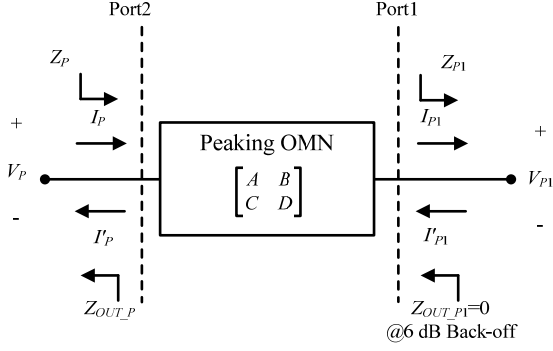 Port2
Port1
Z_P
Z_P1
I_P
I_P1
+
+
Peaking OMN
[A B
C D]
V_P
V_P1
-
-
I'_P
I'_P1
Z_OUT_P
Z_OUT_P1=0
@6 dB Back-off